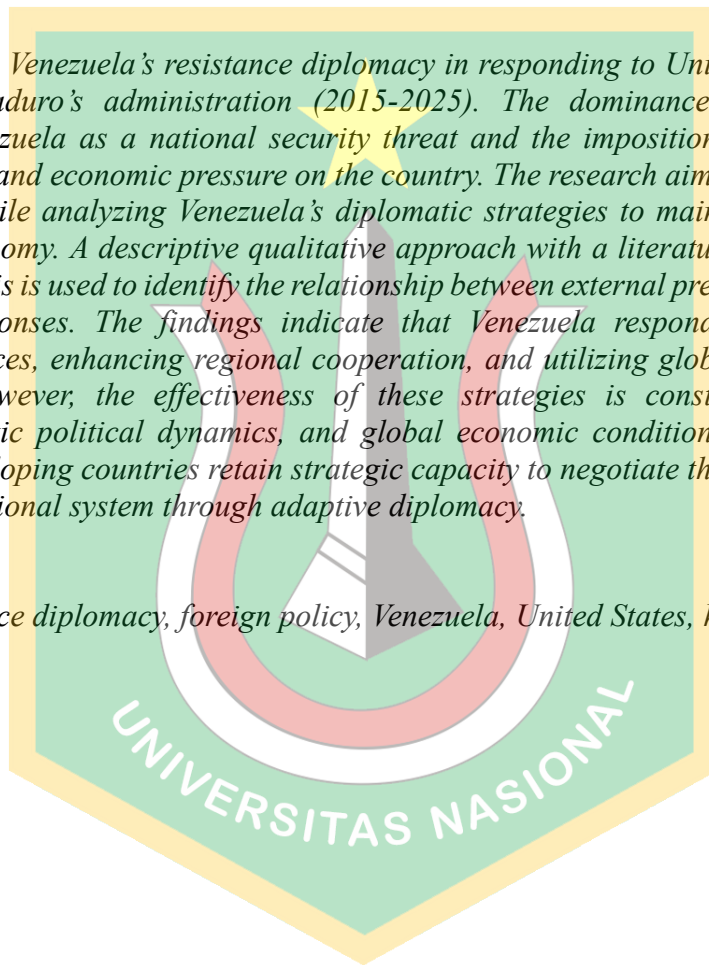 Venezuela's resistance diplomacy in responding to Uni
aduro's administration (2015-2025). The dominance
zuela as a national security threat and the imposition
and economic pressure on the country. The research aim
ile analyzing Venezuela's diplomatic strategies to main
omy. A descriptive qualitative approach with a literatu
is is used to identify the relationship between external pre
onses. The findings indicate that Venezuela respond
ces, enhancing regional cooperation, and utilizing glob
wever, the effectiveness of these strategies is const
ic political dynamics, and global economic condition
loping countries retain strategic capacity to negotiate th
ional system through adaptive diplomacy.
ce diplomacy, foreign policy, Venezuela, United States, h
UNIVERSITAS NASIONAL